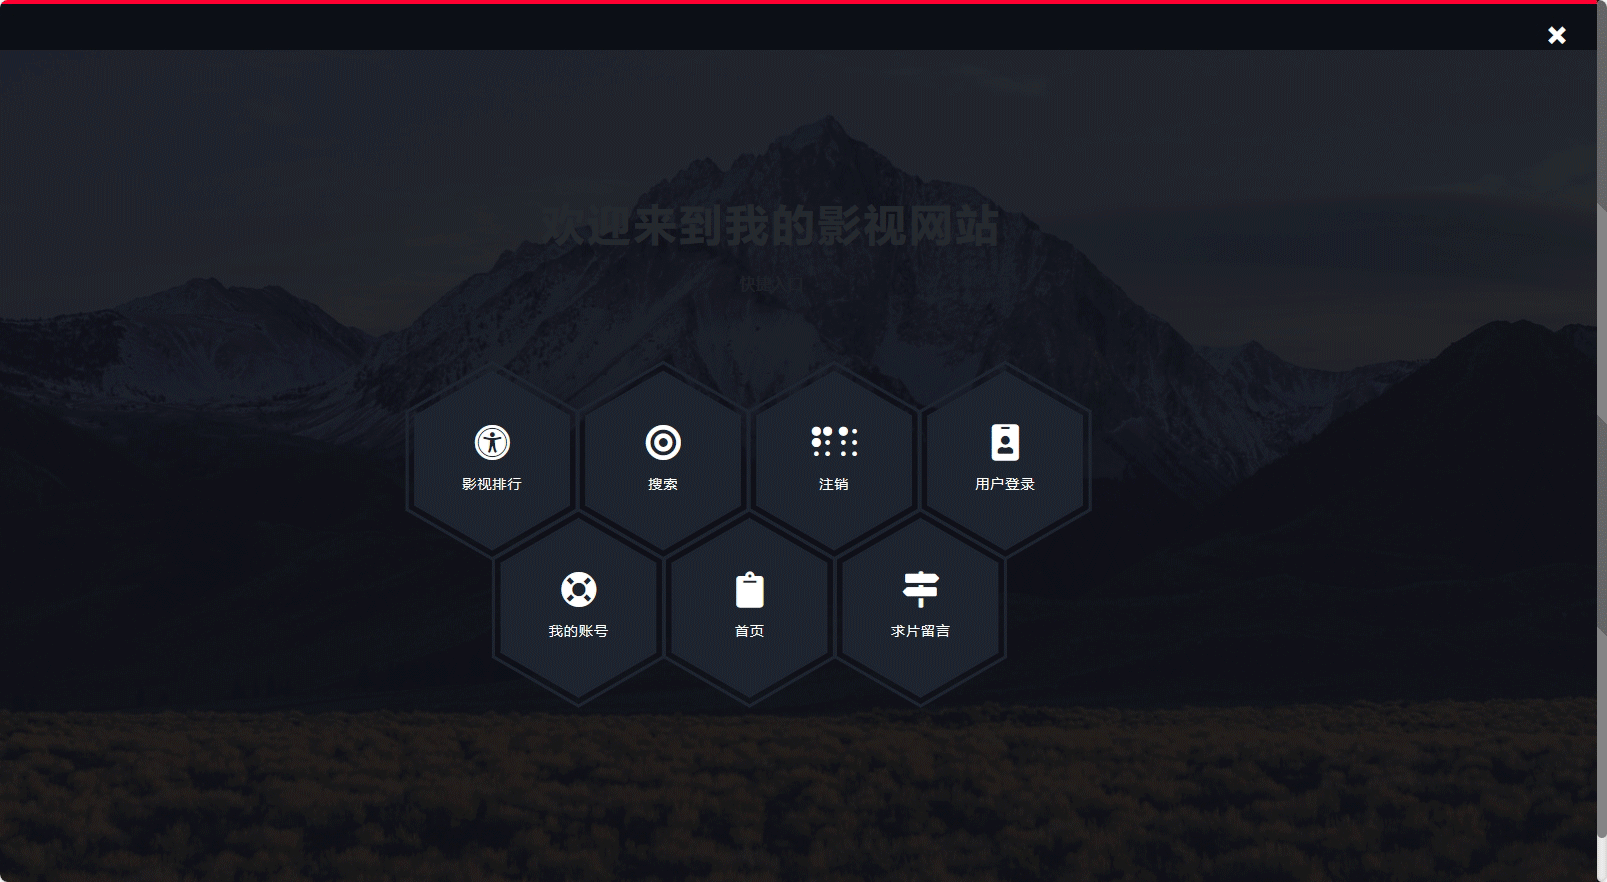 欢迎来到我的影视网站
快捷入口
影视排行
搜索
注销
用户登录
我的账号
首页
求片留言